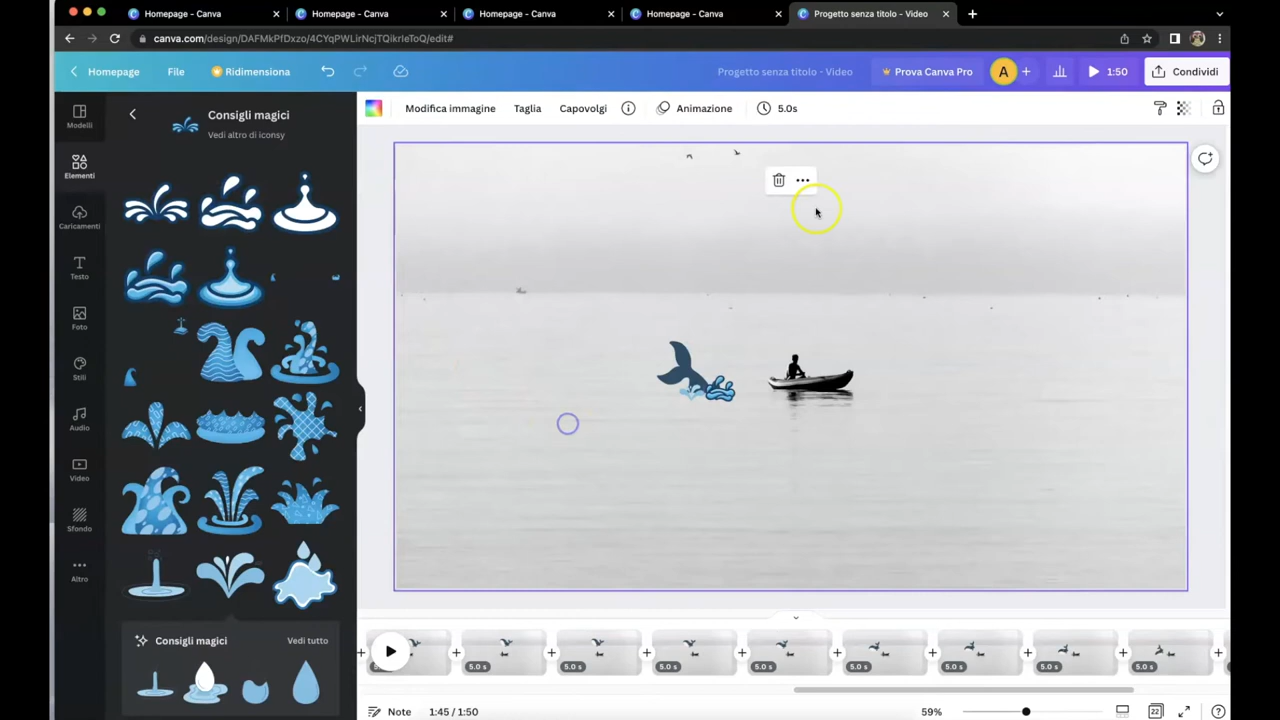 Homepage - Canva
Homepage - Canva
Homepage - Canva
Homepage - Canva
Progetto senza titolo - Video
canva.com/design/DAFMkPfDxzo/4CYqPWLirNcjTQikrIeToQ/edit#
Homepage
File
Ridimensiona
Progetto senza titolo - Video
Prova Canva Pro
A
1:50
Condividi
Modelli
Elementi
Caricamenti
Testo
Foto
Stili
Audio
Video
Sfondo
Altro
Consigli magici
Vedi altro di iconsy
Modifica immagine
Taglia
Capovolgi
Animazione
5.0s
Consigli magici
Vedi tutto
5.0 s
5.0 s
5.0 s
5.0 s
5.0 s
5.0 s
5.0 s
5.0 s
Note
1:45 / 1:50
59%
22